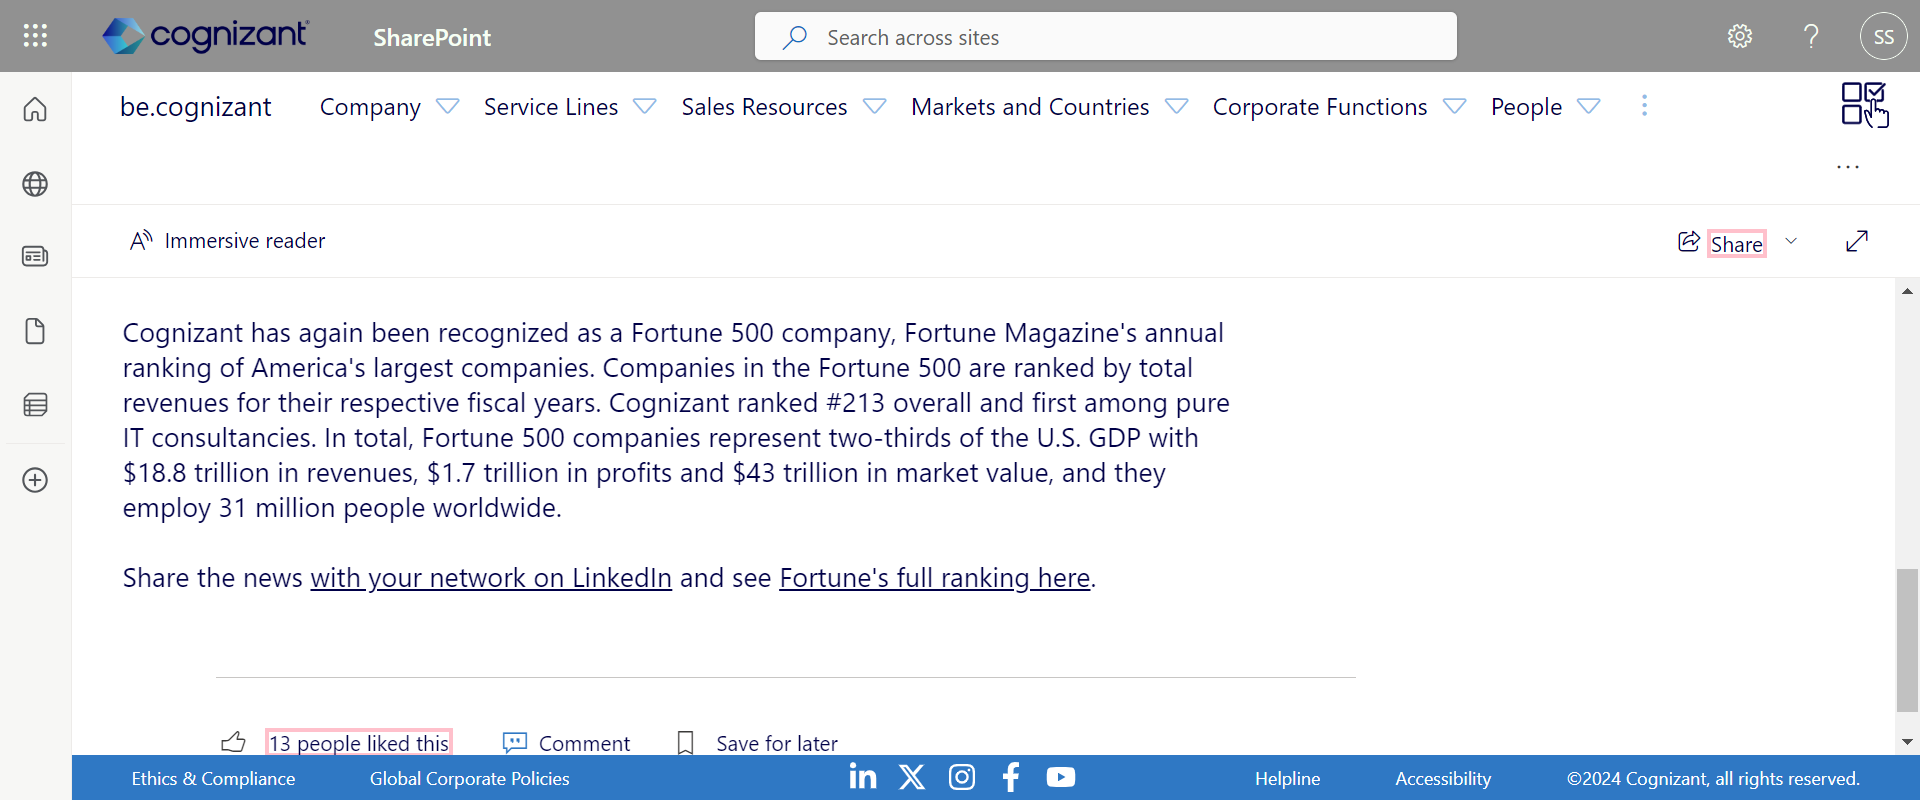 cognizant SharePoint Search across sites ? SS
be.cognizant Company Service Lines Sales Resources Markets and Countries Corporate Functions People
Immersive reader Share
Cognizant has again been recognized as a Fortune 500 company, Fortune Magazine's annual
ranking of America's largest companies. Companies in the Fortune 500 are ranked by total
revenues for their respective fiscal years. Cognizant ranked #213 overall and first among pure
IT consultancies. In total, Fortune 500 companies represent two-thirds of the U.S. GDP with
$18.8 trillion in revenues, $1.7 trillion in profits and $43 trillion in market value, and they
employ 31 million people worldwide.
Share the news with your network on LinkedIn and see Fortune's full ranking here.
13 people liked this Comment Save for later
Ethics & Compliance Global Corporate Policies Helpline Accessibility ©2024 Cognizant, all rights reserved.